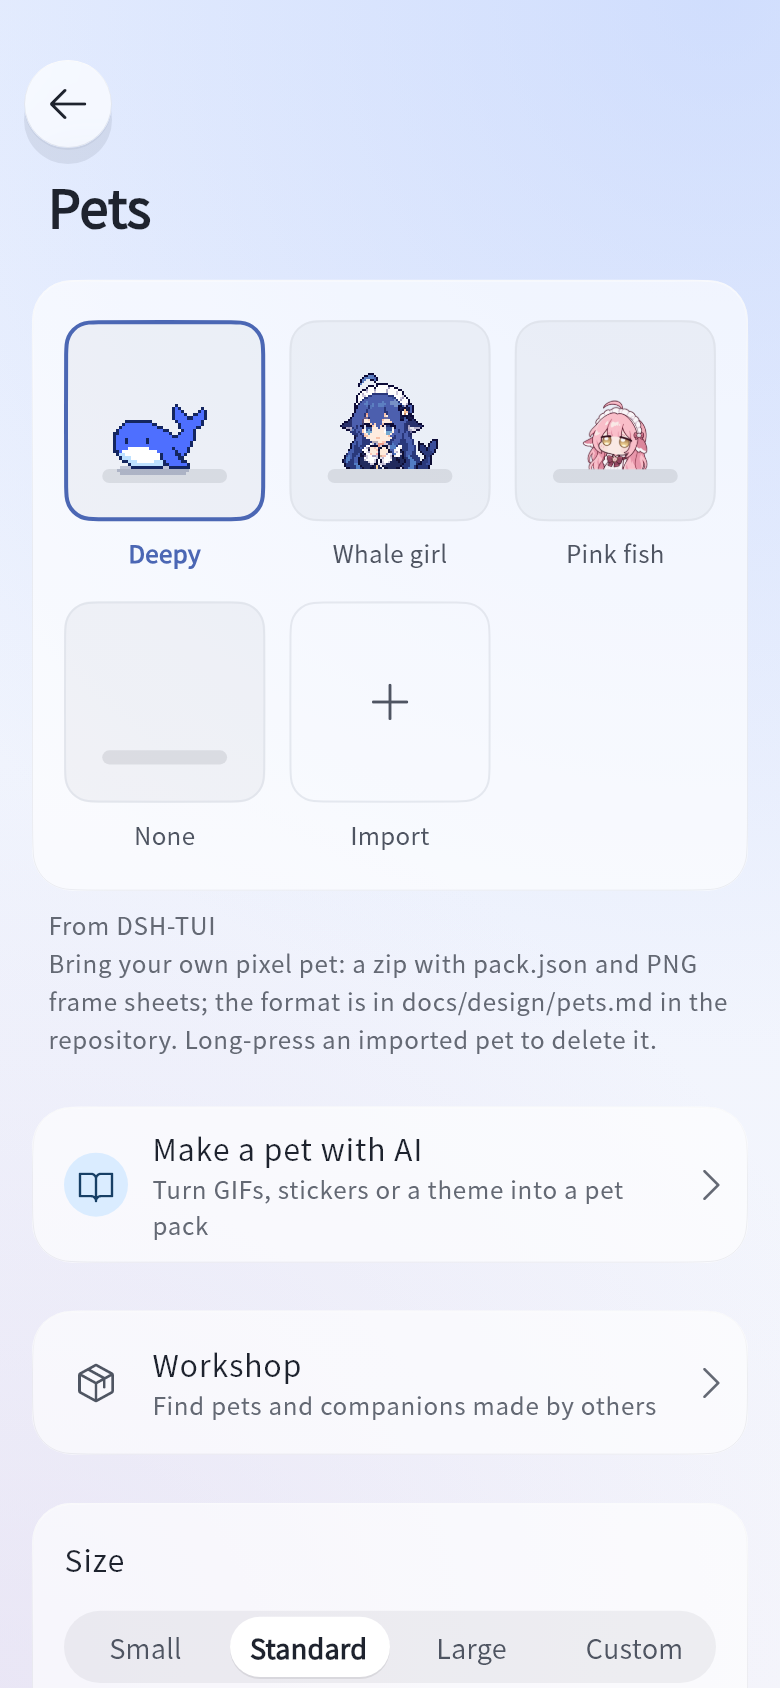 Pets
Deepy
Whale girl
Pink fish
None
Import
From DSH-TUI
Bring your own pixel pet: a zip with pack.json and PNG
frame sheets; the format is in docs/design/pets.md in the
repository. Long-press an imported pet to delete it.
Make a pet with AI
Turn GIFs, stickers or a theme into a pet
pack
Workshop
Find pets and companions made by others
Size
Small
Standard
Large
Custom